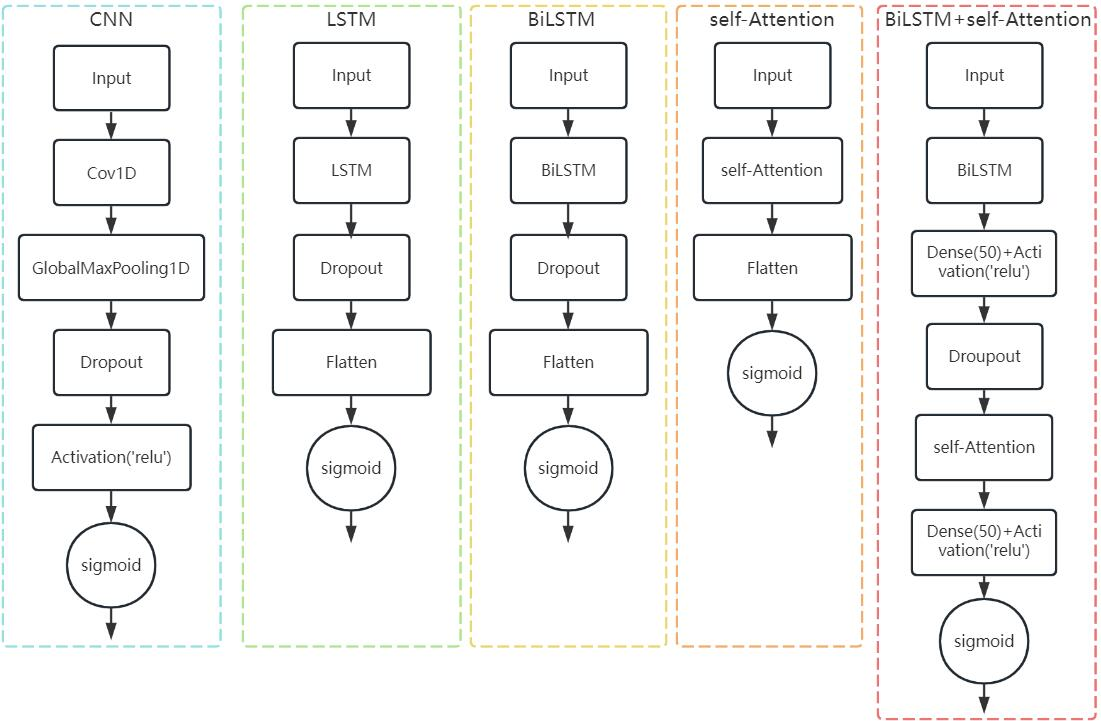 CNN
Input
Cov1D
GlobalMaxPooling1D
Dropout
Activation('relu')
sigmoid
LSTM
Input
LSTM
Dropout
Flatten
sigmoid
BiLSTM
Input
BiLSTM
Dropout
Flatten
sigmoid
self-Attention
Input
self-Attention
Flatten
sigmoid
BiLSTM+self-Attention
Input
BiLSTM
Dense(50)+Acti
vation('relu')
Droupout
self-Attention
Dense(50)+Acti
vation('relu')
sigmoid